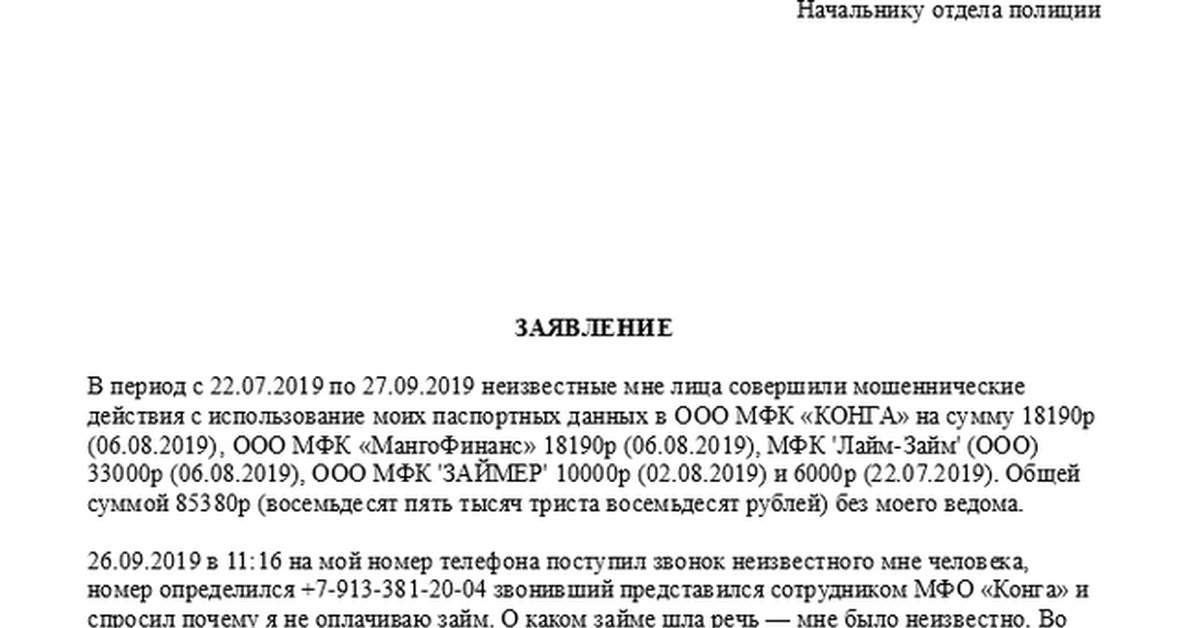 Начальнику отдела полиции
ЗАЯВЛЕНИЕ
В период с 22.07.2019 по 27.09.2019 неизвестные мне лица совершили мошеннические
действия с использование моих паспортных данных в ООО МФК «КОНГА» на сумму 18190р
(06.08.2019), ООО МФК «МангоФинанс» 18190р (06.08.2019), МФК 'Лайм-Займ' (ООО)
33000р (06.08.2019), ООО МФК 'ЗАЙМЕР' 10000р (02.08.2019) и 6000р (22.07.2019). Общей
суммой 85380р (восемьдесят пять тысяч триста восемьдесят рублей) без моего ведома.
26.09.2019 в 11:16 на мой номер телефона поступил звонок неизвестного мне человека,
номер определился +7-913-381-20-04 звонивший представился сотрудником МФО «Конга» и
спросил почему я не оплачиваю займ. О каком займе шла речь — мне было неизвестно. Во